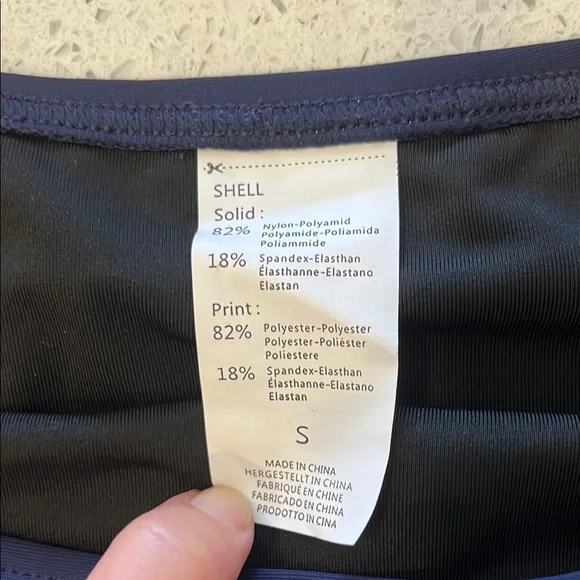 SHELL
Solid :
82% Nylon-Polyamid
Polyamide-Poliamida
Poliammide
18% Spandex-Elasthan
Élasthanne-Elastano
Elastan
Print :
82% Polyester-Polyester
Polyester-Poliéster
Poliestere
18% Spandex-Elasthan
Élasthanne-Elastano
Elastan
S
MADE IN CHINA
HERGESTELLT IN CHINA
FABRIQUÉ EN CHINE
FABRICADO EN CHINA
PRODOTTO IN CINA